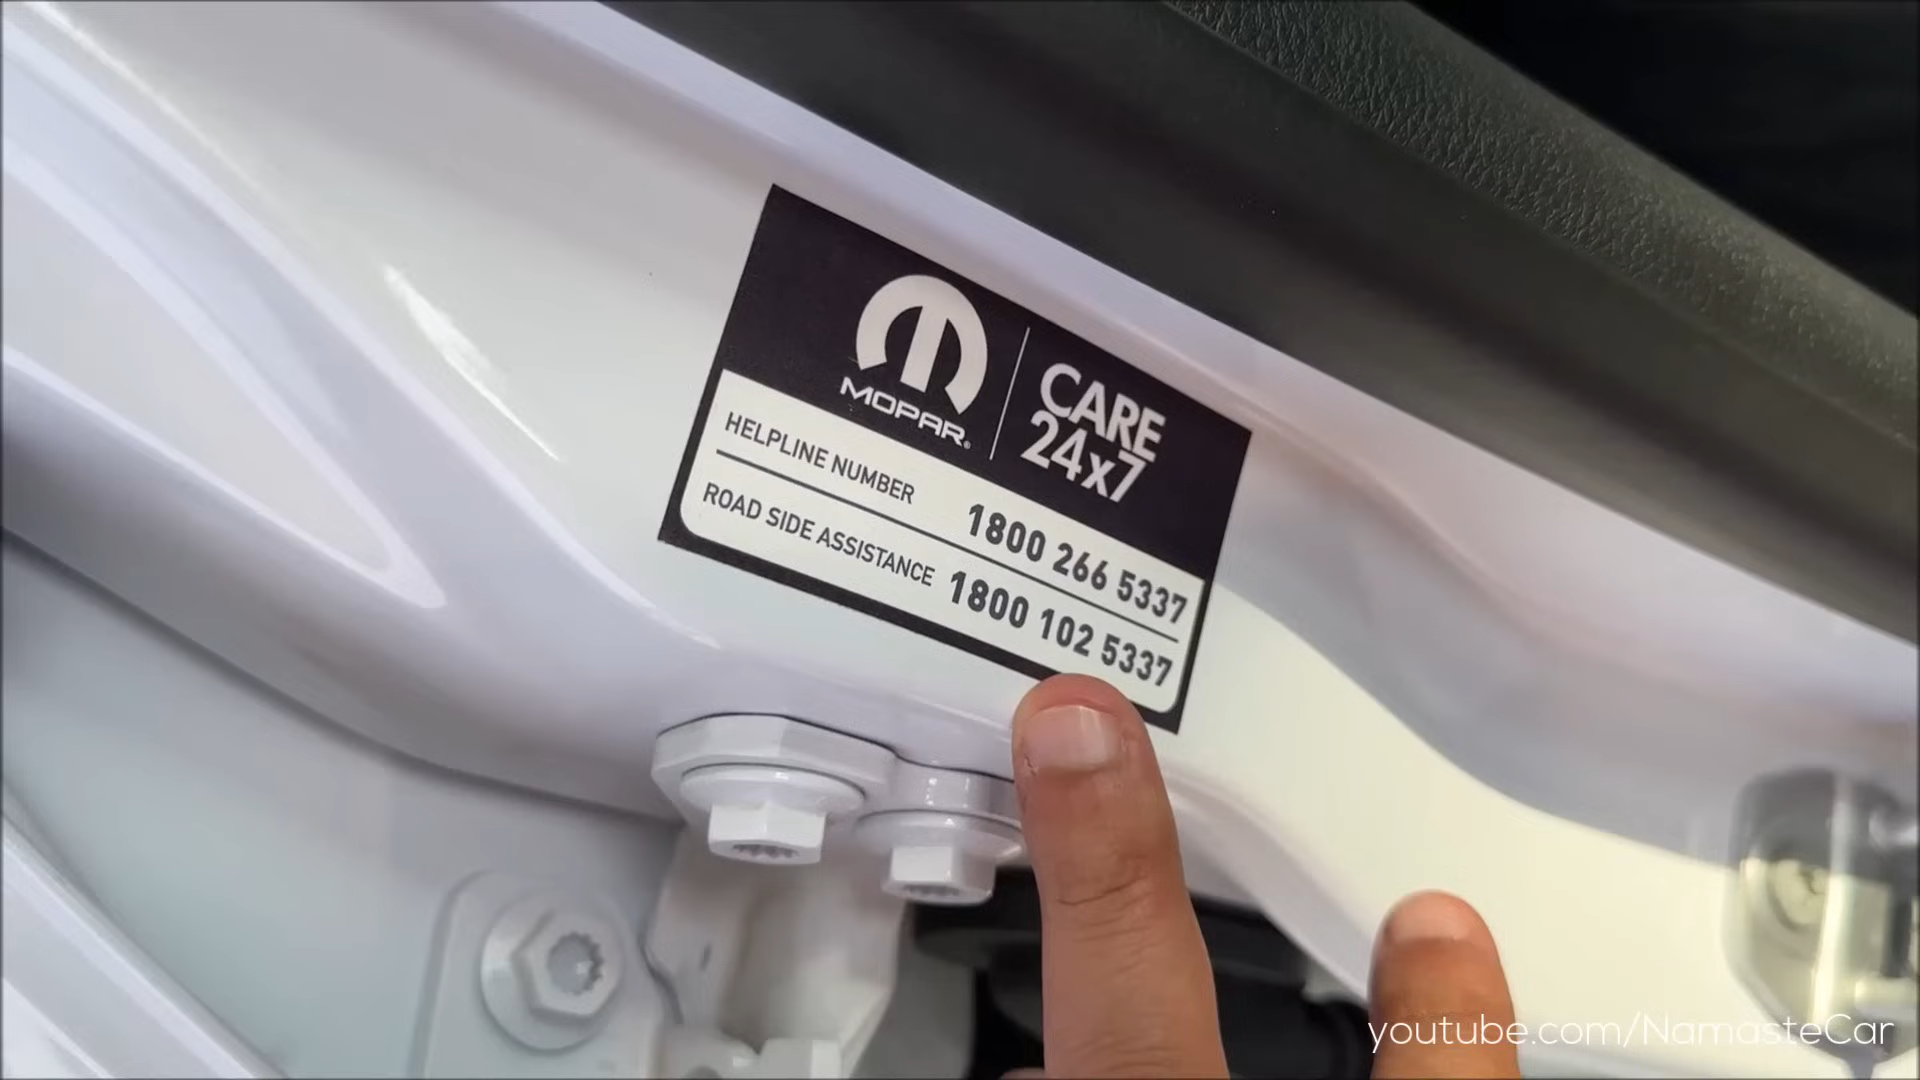 MOPAR®
CARE
24x7
HELPLINE NUMBER 1800 266 5337
ROAD SIDE ASSISTANCE 1800 102 5337
youtube.com/NamasteCar